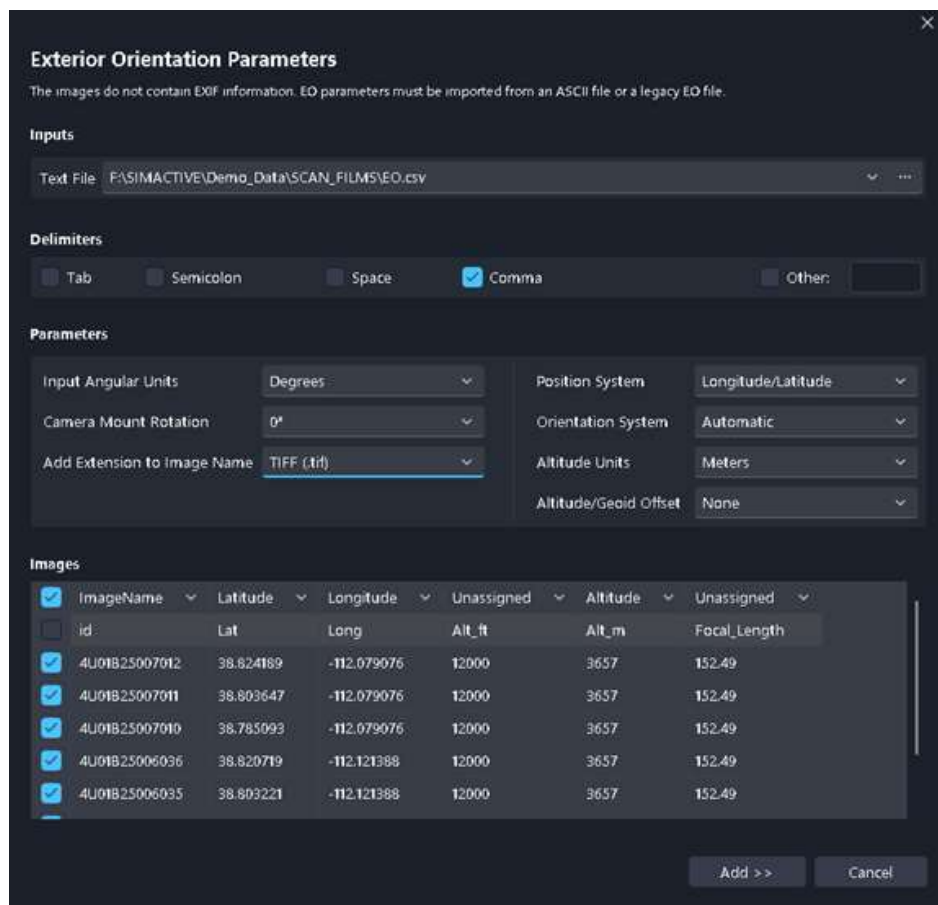 Exterior Orientation Parameters
The images do not contain EXIF information. EO parameters must be imported from an ASCII file or a legacy EO file.
Inputs
Text File F:\SIMACTIVE\Demo_Data\SCAN_FILMS\EO.csv
Delimiters
Tab Semicolon Space Comma Other:
Parameters
Input Angular Units Degrees Position System Longitude/Latitude
Camera Mount Rotation 0° Orientation System Automatic
Add Extension to Image Name TIFF (.tif) Altitude Units Meters
Altitude/Geoid Offset None
Images
ImageName Latitude Longitude Unassigned Altitude Unassigned
id Lat Long Alt_ft Alt_m Focal_Length
4U01B25007012 38.824189 -112.079076 12000 3657 152.49
4U01B25007011 38.803647 -112.079076 12000 3657 152.49
4U01B25007010 38.785093 -112.079076 12000 3657 152.49
4U01B25006036 38.820719 -112.121388 12000 3657 152.49
4U01B25006035 38.803221 -112.121388 12000 3657 152.49
Add >> Cancel